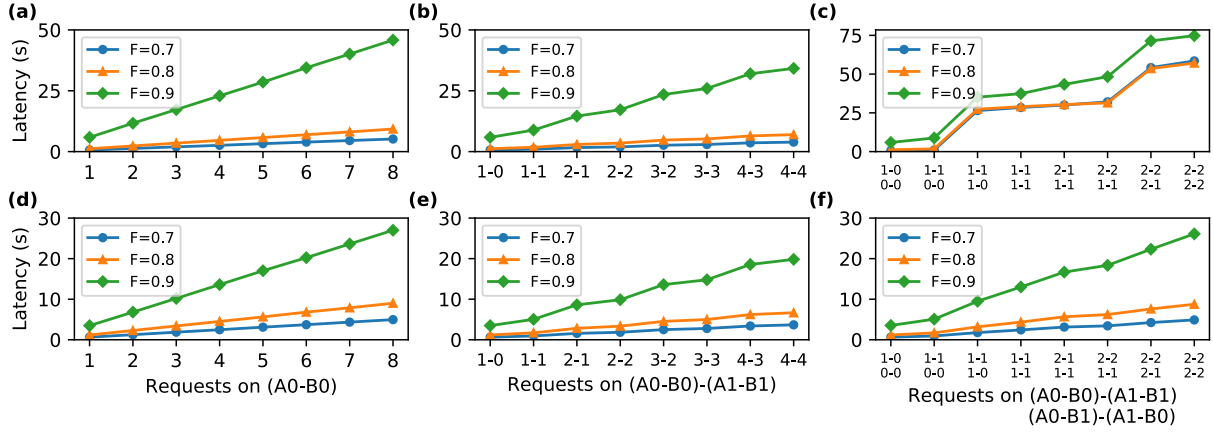 (a)
Latency (s)
50
25
0
F=0.7
F=0.8
F=0.9
1 2 3 4 5 6 7 8
(b)
50
25
0
F=0.7
F=0.8
F=0.9
1-0 1-1 2-1 2-2 3-2 3-3 4-3 4-4
(c)
75
50
25
0
F=0.7
F=0.8
F=0.9
1-0 1-1 1-1 1-1 2-1 2-2 2-2 2-2
0-0 0-0 1-0 1-1 1-1 1-1 2-1 2-2
(d)
Latency (s)
30
20
10
0
F=0.7
F=0.8
F=0.9
1 2 3 4 5 6 7 8
Requests on (A0-B0)
(e)
30
20
10
0
F=0.7
F=0.8
F=0.9
1-0 1-1 2-1 2-2 3-2 3-3 4-3 4-4
Requests on (A0-B0)-(A1-B1)
(f)
30
20
10
0
F=0.7
F=0.8
F=0.9
1-0 1-1 1-1 1-1 2-1 2-2 2-2 2-2
0-0 0-0 1-0 1-1 1-1 1-1 2-1 2-2
Requests on (A0-B0)-(A1-B1)
(A0-B1)-(A1-B0)